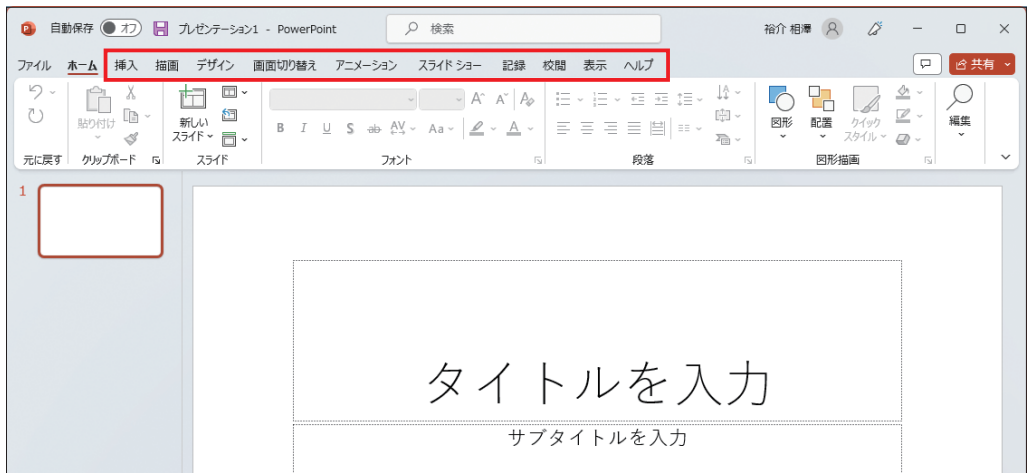 自動保存 オフ プレゼンテーション1 - PowerPoint 検索 裕介 相澤
ファイル ホーム 挿入 描画 デザイン 画面切り替え アニメーション スライド ショー 記録 校閲 表示 ヘルプ 共有
貼り付け
新しい
スライド
B I U S ab AV Aa A A A A
図形 配置 クイック
スタイル
編集
元に戻す クリップボード スライド フォント 段落 図形描画
1
タイトルを入力
サブタイトルを入力